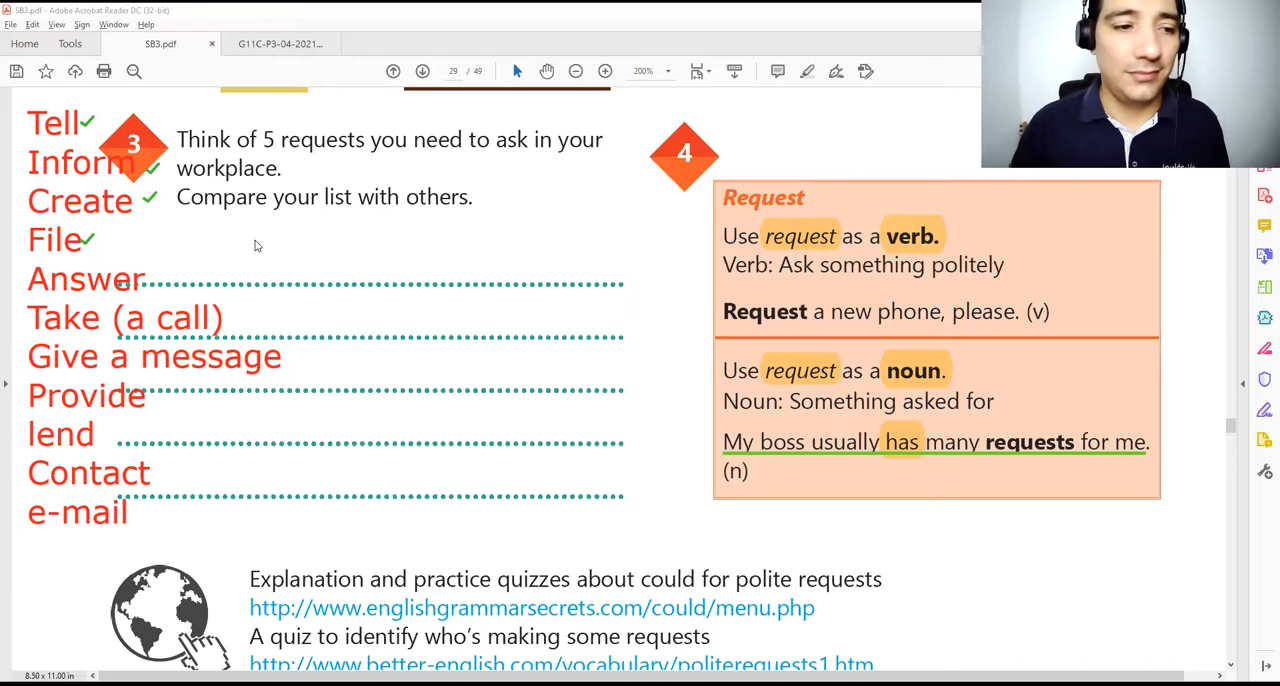 SB3.pdf - Adobe Acrobat Reader DC (32-bit)
File Edit View Sign Window Help
Home Tools SB3.pdf × G11C-P3-04-2021...
29 / 49 200%
Tell
Inform
Create
File
Answer
Take (a call)
Give a message
Provide
lend
Contact
e-mail
3
Think of 5 requests you need to ask in your
workplace.
Compare your list with others.
4
Request
Use request as a verb.
Verb: Ask something politely
Request a new phone, please. (v)
Use request as a noun.
Noun: Something asked for
My boss usually has many requests for me.
(n)
Explanation and practice quizzes about could for polite requests
http://www.englishgrammarsecrets.com/could/menu.php
A quiz to identify who's making some requests
http://www.better-english.com/vocabulary/politerequests1.htm
8.50 x 11.00 in